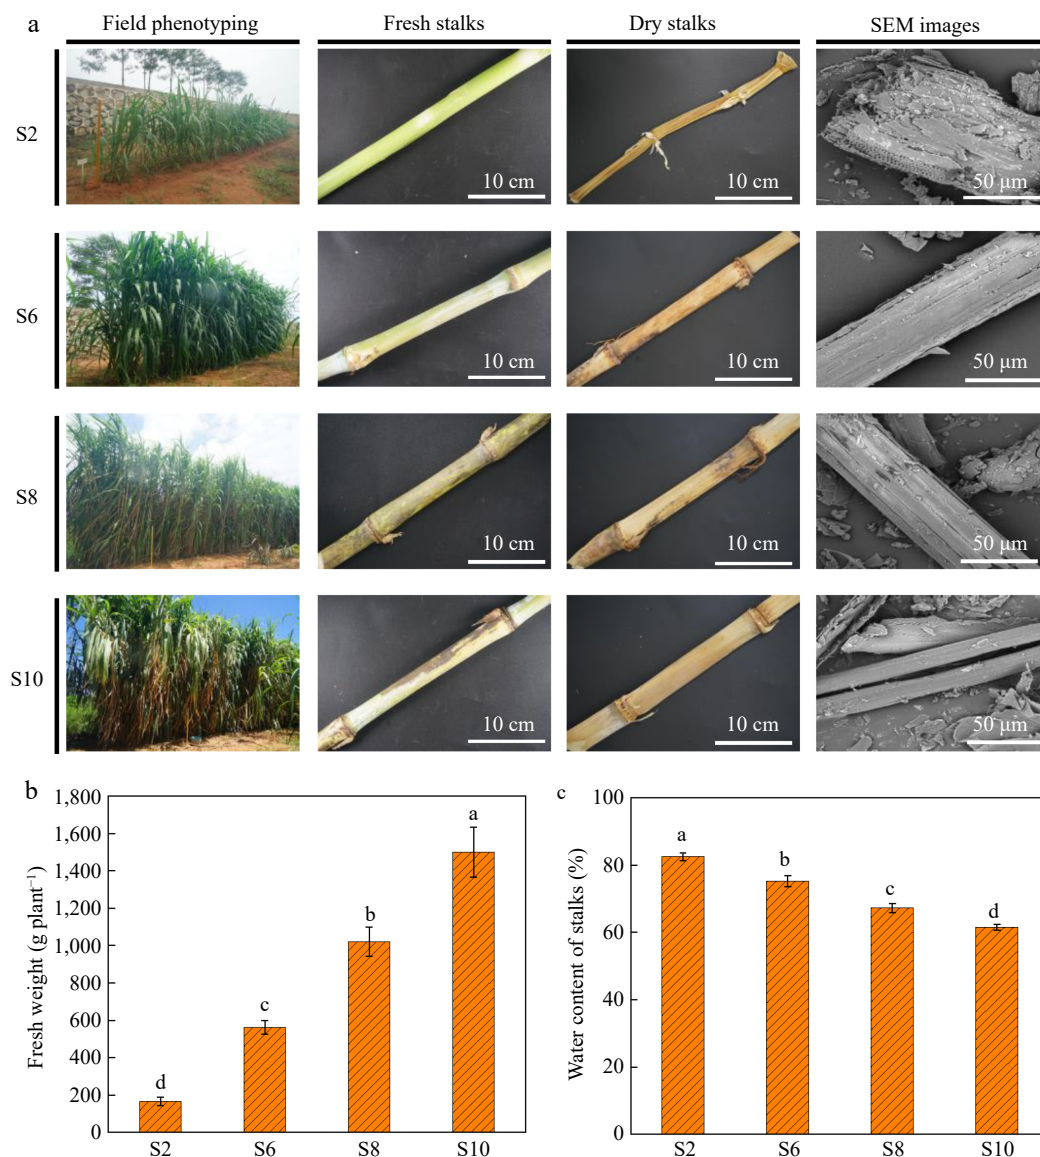 a
Field phenotyping
Fresh stalks
Dry stalks
SEM images
S2
10 cm
10 cm
50 μm
S6
10 cm
10 cm
50 μm
S8
10 cm
10 cm
50 μm
S10
10 cm
10 cm
50 μm
b
Fresh weight (g plant⁻¹)
1,800
1,600
1,400
1,200
1,000
800
600
400
200
0
d
c
b
a
S2
S6
S8
S10
c
Water content of stalks (%)
100
80
60
40
20
0
a
b
c
d
S2
S6
S8
S10